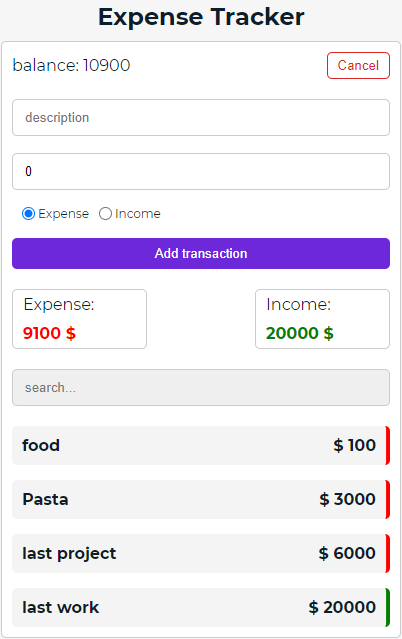 Expense Tracker
balance: 10900 Cancel
description
0
Expense Income
Add transaction
Expense: Income:
9100 $ 20000 $
search...
food $ 100
Pasta $ 3000
last project $ 6000
last work $ 20000